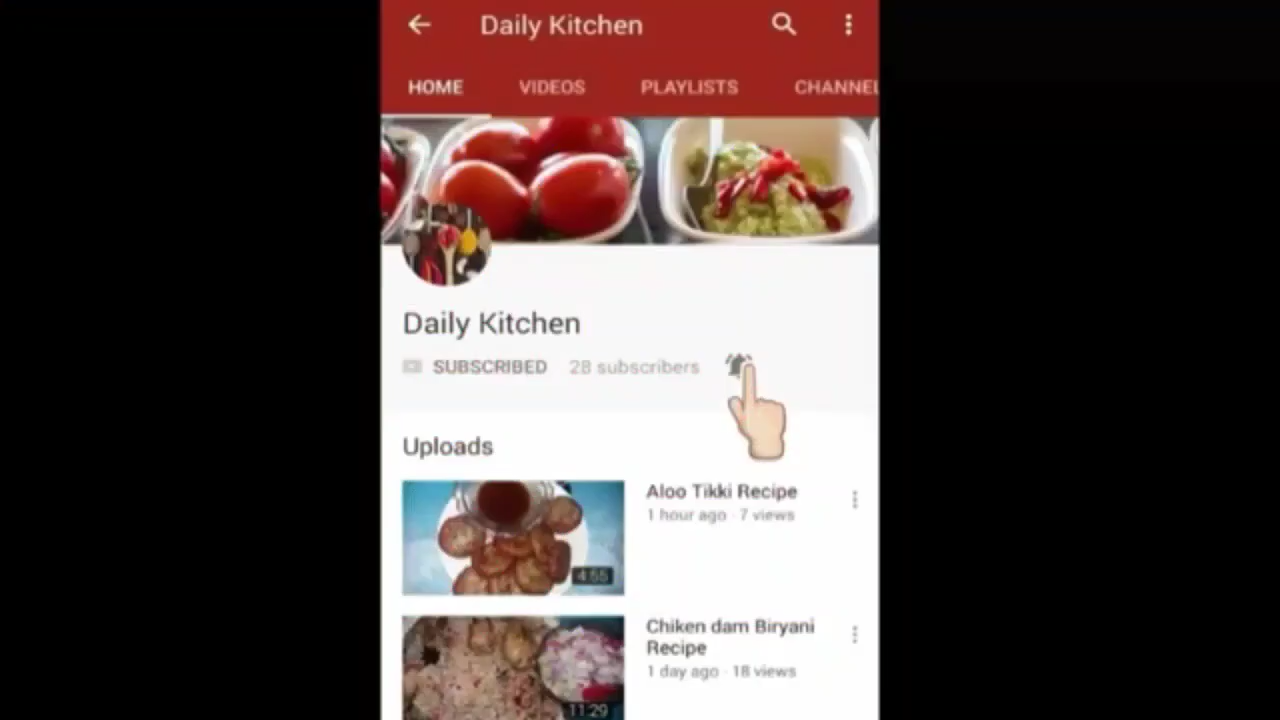 Daily Kitchen
HOME VIDEOS PLAYLISTS CHANNEL
Daily Kitchen
SUBSCRIBED 28 subscribers
Uploads
Aloo Tikki Recipe
1 hour ago · 7 views
4:55
Chiken dam Biryani
Recipe
1 day ago · 18 views
11:29